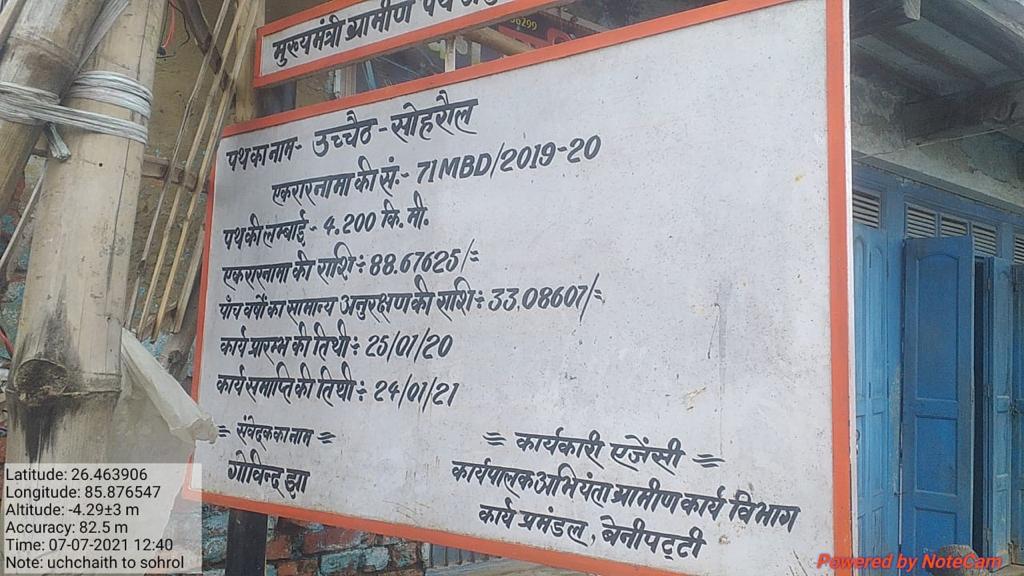 मुख्यमंत्री ग्रामीण पथ
96299
पथ का नाम- उच्चैठ - सोहरौल
एकरारनामा की सं.- 71MBD/2019-20
पथ की लम्बाई - 4.200 कि.मी.
एकरारनामा की राशि ÷ 88.67625/=
पाँच वर्षो का सामान्य अनुरक्षण की राशि ÷ 33.08607/=
कार्य प्रारम्भ की तिथी ÷ 25/01/20
कार्य समाप्ति की तिथी ÷ 24/01/21
= संवेदक का नाम =
गोविन्द झा
= कार्यकारी एजेंसी =
कार्यपालक अभियंता ग्रामीण कार्य विभाग
कार्य प्रमंडल, बेनीपट्टी
Latitude: 26.463906
Longitude: 85.876547
Altitude: -4.29±3 m
Accuracy: 82.5 m
Time: 07-07-2021 12:40
Note: uchchaith to sohrol
Powered by NoteCam